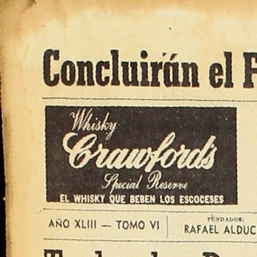 Concluirán el
Whisky
Crawford's
Special Reserve
EL WHISKY QUE BEBEN LOS ESCOCESES
AÑO XLIII — TOMO VI
FUNDADOR:
RAFAEL ALDUC